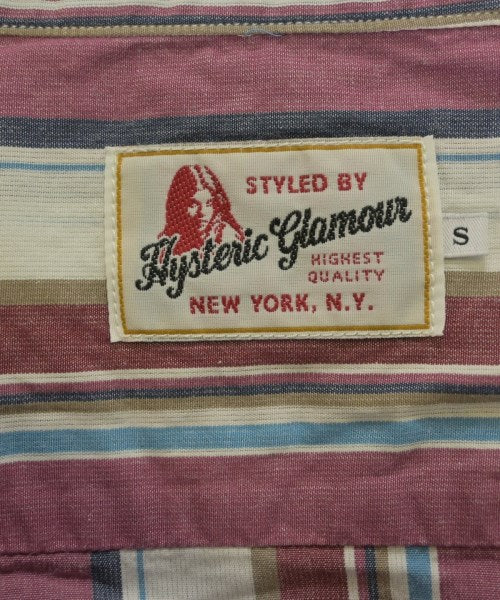 STYLED BY
Hysteric Glamour
HIGHEST
QUALITY
NEW YORK, N.Y.
S